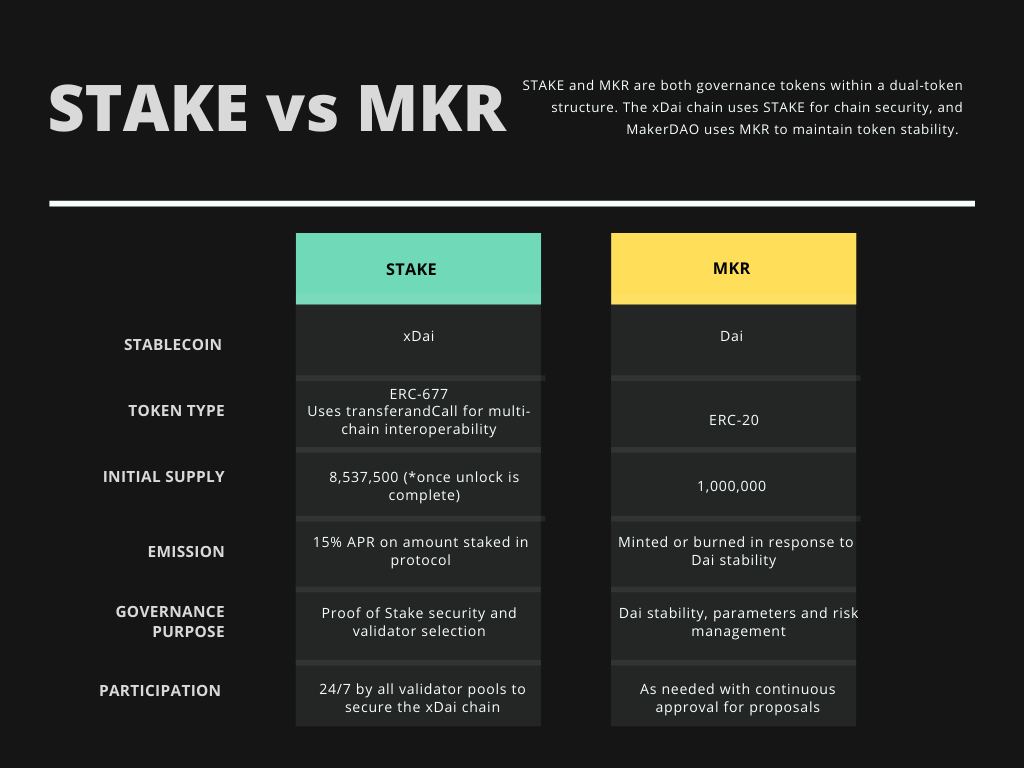 STAKE vs MKR
STAKE and MKR are both governance tokens within a dual-token
structure. The xDai chain uses STAKE for chain security, and
MakerDAO uses MKR to maintain token stability.
STAKE
MKR
STABLECOIN
xDai
Dai
TOKEN TYPE
ERC-677
Uses transferandCall for multi-
chain interoperability
ERC-20
INITIAL SUPPLY
8,537,500 (*once unlock is
complete)
1,000,000
EMISSION
15% APR on amount staked in
protocol
Minted or burned in response to
Dai stability
GOVERNANCE
PURPOSE
Proof of Stake security and
validator selection
Dai stability, parameters and risk
management
PARTICIPATION
24/7 by all validator pools to
secure the xDai chain
As needed with continuous
approval for proposals